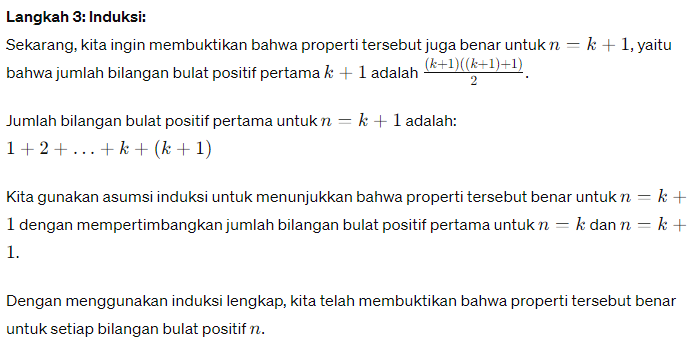 Langkah 3: Induksi:
Sekarang, kita ingin membuktikan bahwa properti tersebut juga benar untuk n = k + 1, yaitu
bahwa jumlah bilangan bulat positif pertama k + 1 adalah \frac{(k+1)((k+1)+1)}{2}.
Jumlah bilangan bulat positif pertama untuk n = k + 1 adalah:
1 + 2 + … + k + (k + 1)
Kita gunakan asumsi induksi untuk menunjukkan bahwa properti tersebut benar untuk n = k +
1 dengan mempertimbangkan jumlah bilangan bulat positif pertama untuk n = k dan n = k +
1.
Dengan menggunakan induksi lengkap, kita telah membuktikan bahwa properti tersebut benar
untuk setiap bilangan bulat positif n.